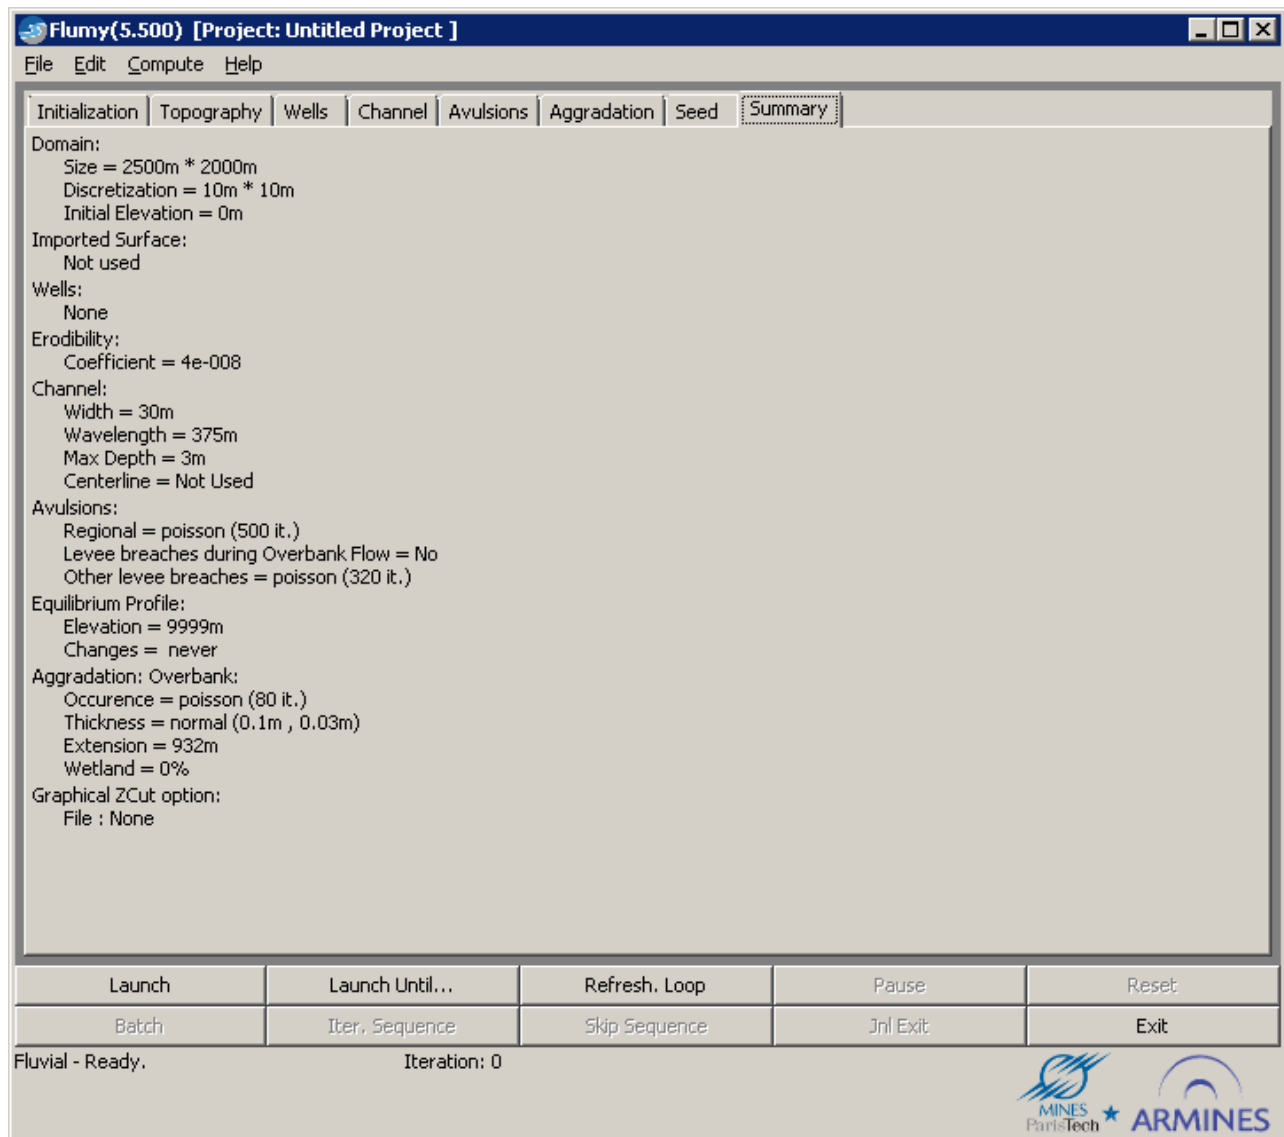 Flumy(5.500) [Project: Untitled Project ]
File Edit Compute Help
Initialization Topography Wells Channel Avulsions Aggradation Seed Summary
Domain:
Size = 2500m * 2000m
Discretization = 10m * 10m
Initial Elevation = 0m
Imported Surface:
Not used
Wells:
None
Erodibility:
Coefficient = 4e-008
Channel:
Width = 30m
Wavelength = 375m
Max Depth = 3m
Centerline = Not Used
Avulsions:
Regional = poisson (500 it.)
Levee breaches during Overbank Flow = No
Other levee breaches = poisson (320 it.)
Equilibrium Profile:
Elevation = 9999m
Changes =  never
Aggradation: Overbank:
Occurence = poisson (80 it.)
Thickness = normal (0.1m , 0.03m)
Extension = 932m
Wetland = 0%
Graphical ZCut option:
File : None
Launch Launch Until... Refresh. Loop Pause Reset
Batch Iter. Sequence Skip Sequence Jnl Exit Exit
Fluvial - Ready. Iteration: 0
MINES
ParisTech ARMINES